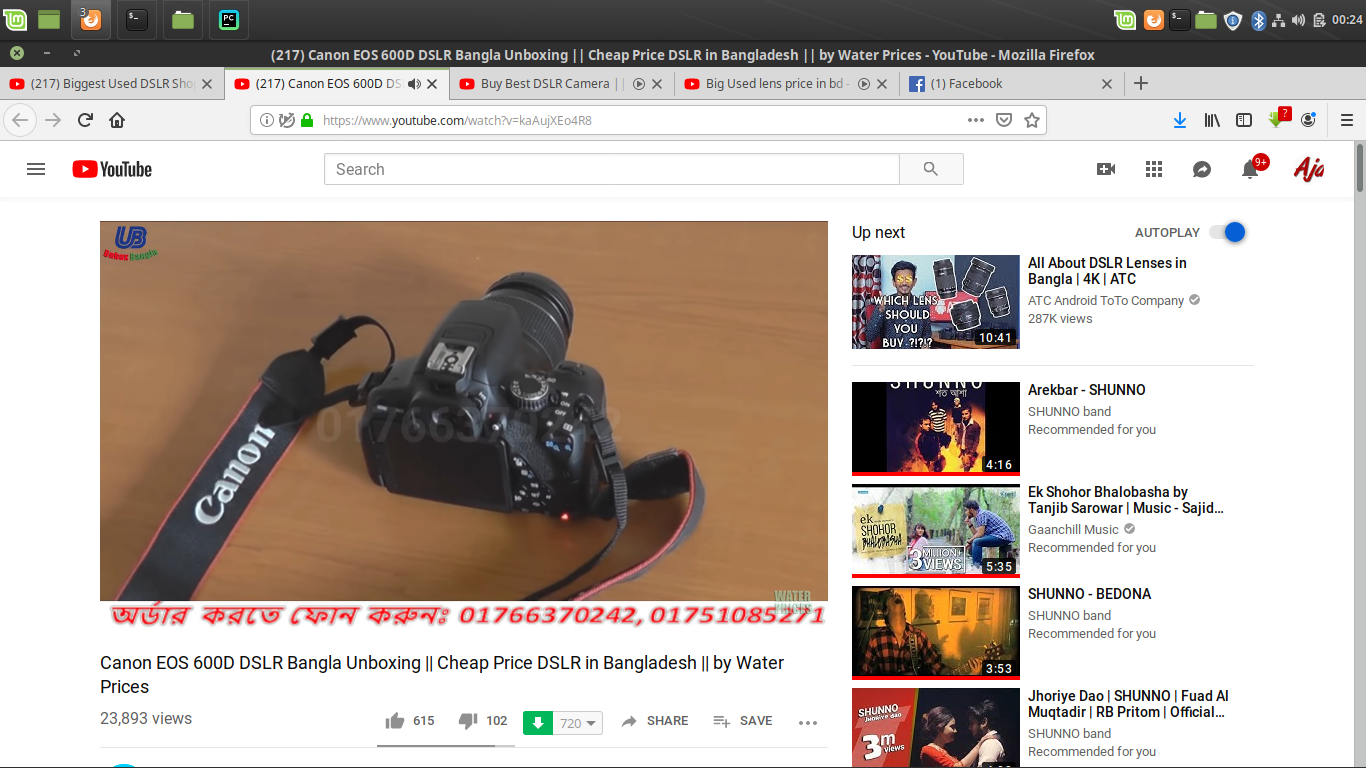 3
00:24
(217) Canon EOS 600D DSLR Bangla Unboxing || Cheap Price DSLR in Bangladesh || by Water Prices - YouTube - Mozilla Firefox
(217) Biggest Used DSLR Sho
(217) Canon EOS 600D DS
Buy Best DSLR Camera ||
Big Used lens price in bd -
(1) Facebook
https://www.youtube.com/watch?v=kaAujXEo4R8
?
YouTube
Search
9+
Aja
UB
Bangla
Canon
01766370242
WATER
PRICES
অর্ডার করতে ফোন করুনঃ 01766370242, 01751085271
Canon EOS 600D DSLR Bangla Unboxing || Cheap Price DSLR in Bangladesh || by Water
Prices
23,893 views
615
102
720
SHARE
SAVE
Up next
AUTOPLAY
WHICH LENS
SHOULD
YOU
BUY ?!?!?
10:41
All About DSLR Lenses in
Bangla | 4K | ATC
ATC Android ToTo Company
287K views
SHUNNO
শত আশা
4:16
Arekbar - SHUNNO
SHUNNO band
Recommended for you
ek
SHOHOR
BHALOBASHA
3 MILLION+
VIEWS
5:35
Ek Shohor Bhalobasha by
Tanjib Sarowar | Music - Sajid...
Gaanchill Music
Recommended for you
3:53
SHUNNO - BEDONA
SHUNNO band
Recommended for you
SHUNNO
JHORIYE DAO
3m
views
Jhoriye Dao | SHUNNO | Fuad Al
Muqtadir | RB Pritom | Official...
SHUNNO band
Recommended for you